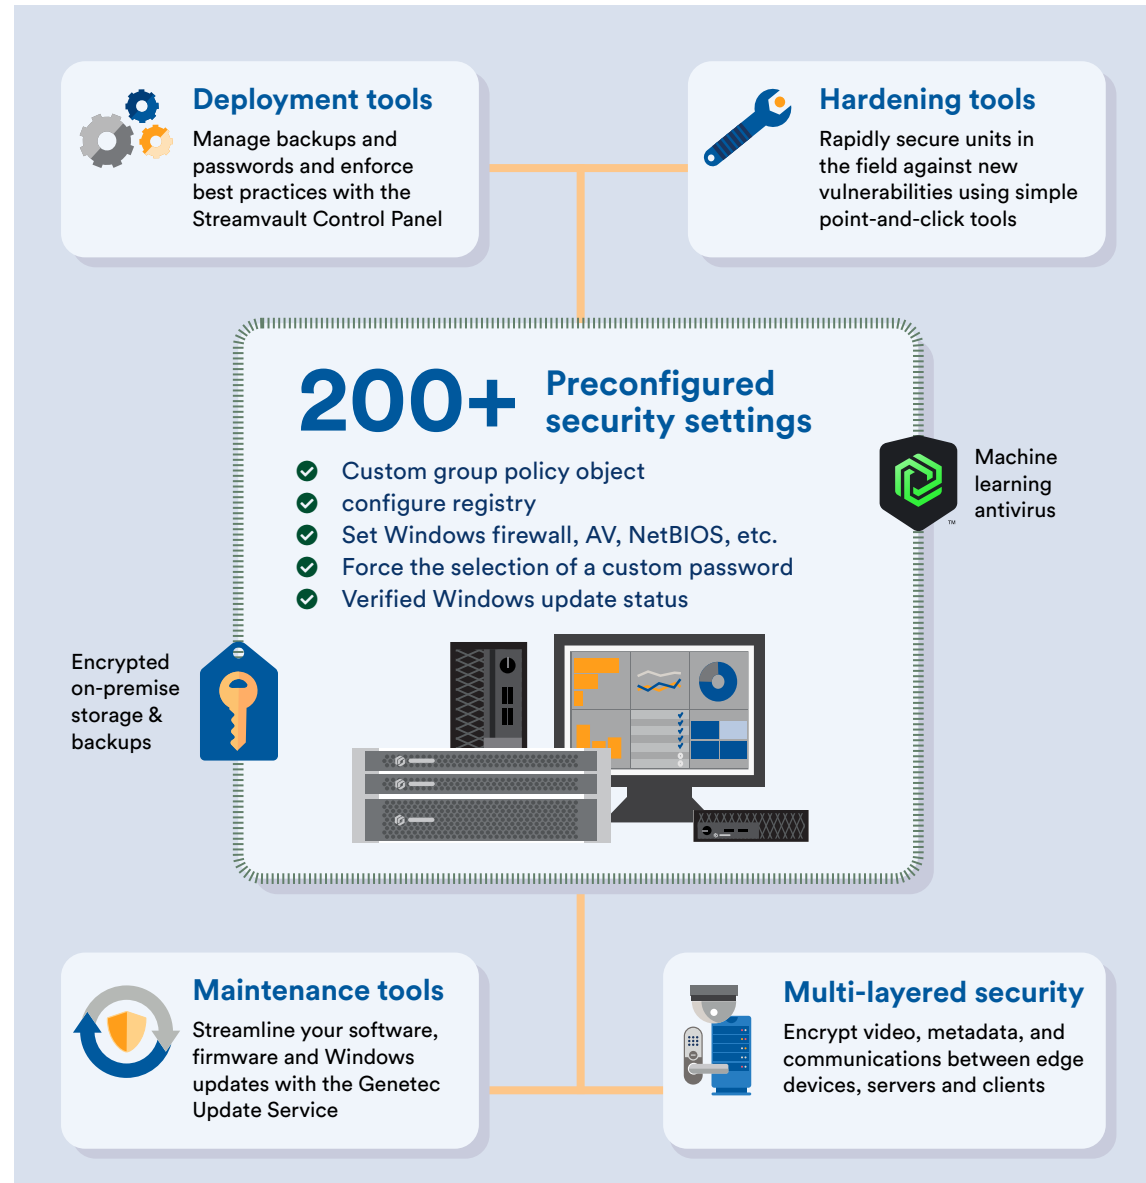 Deployment tools
Manage backups and
passwords and enforce
best practices with the
Streamvault Control Panel
Hardening tools
Rapidly secure units in
the field against new
vulnerabilities using simple
point-and-click tools
200+
Preconfigured
security settings
Custom group policy object
configure registry
Set Windows firewall, AV, NetBIOS, etc.
Force the selection of a custom password
Verified Windows update status
Machine
learning
antivirus
TM
Encrypted
on-premise
storage &
backups
Maintenance tools
Streamline your software,
firmware and Windows
updates with the Genetec
Update Service
Multi-layered security
Encrypt video, metadata, and
communications between edge
devices, servers and clients